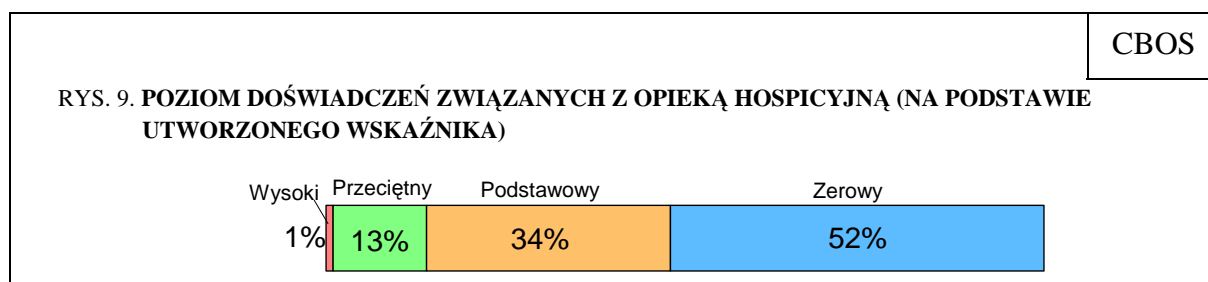 CBOS
RYS. 9. POZIOM DOŚWIADCZEŃ ZWIĄZANYCH Z OPIEKĄ HOSPICYJNĄ (NA PODSTAWIE
UTWORZONEGO WSKAŹNIKA)
Wysoki Przeciętny Podstawowy Zerowy
1% 13% 34% 52%